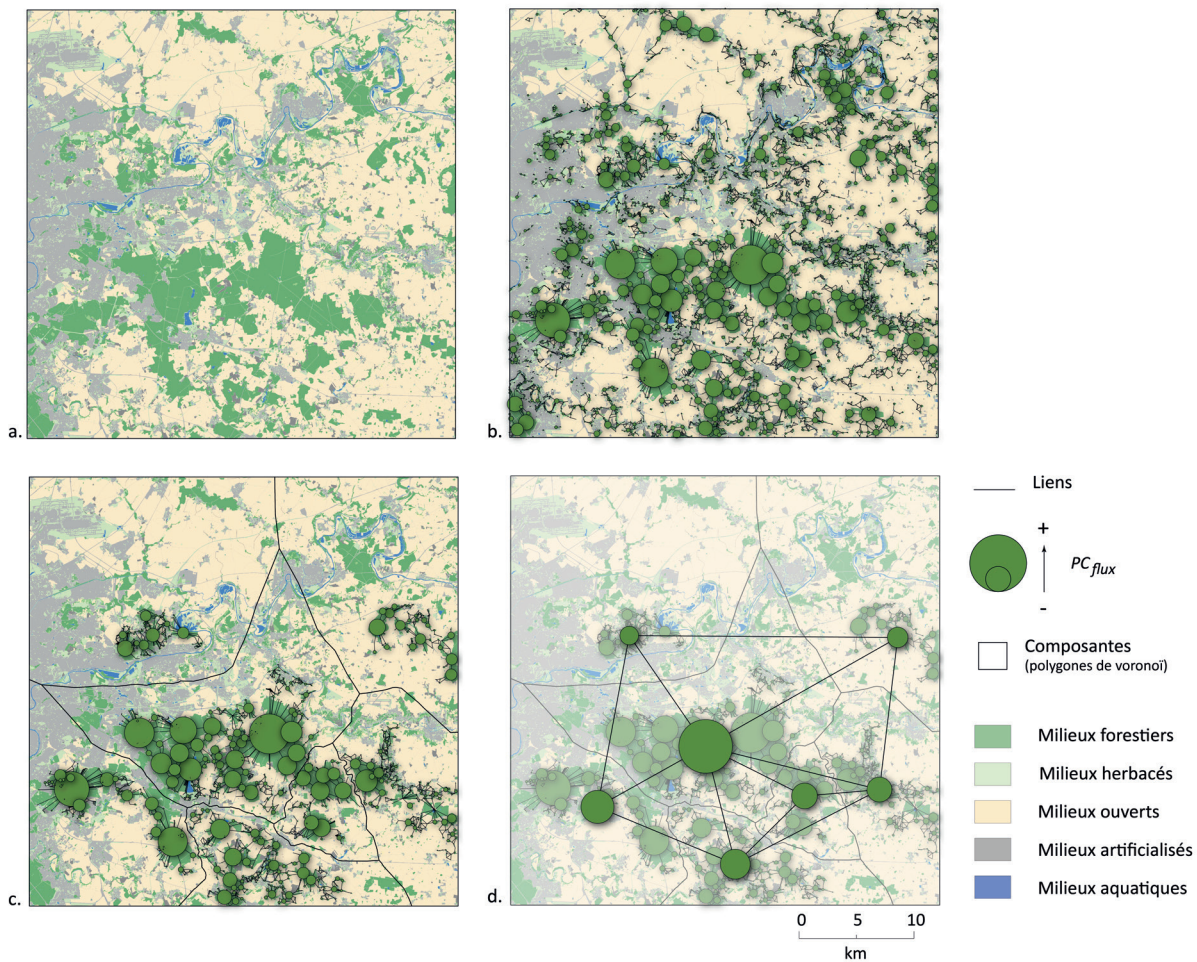 a.
b.
c.
d.
Liens
+
PC flux
-
Composantes
(polygones de voronoï)
Milieux forestiers
Milieux herbacés
Milieux ouverts
Milieux artificialisés
Milieux aquatiques
0 5 10
km